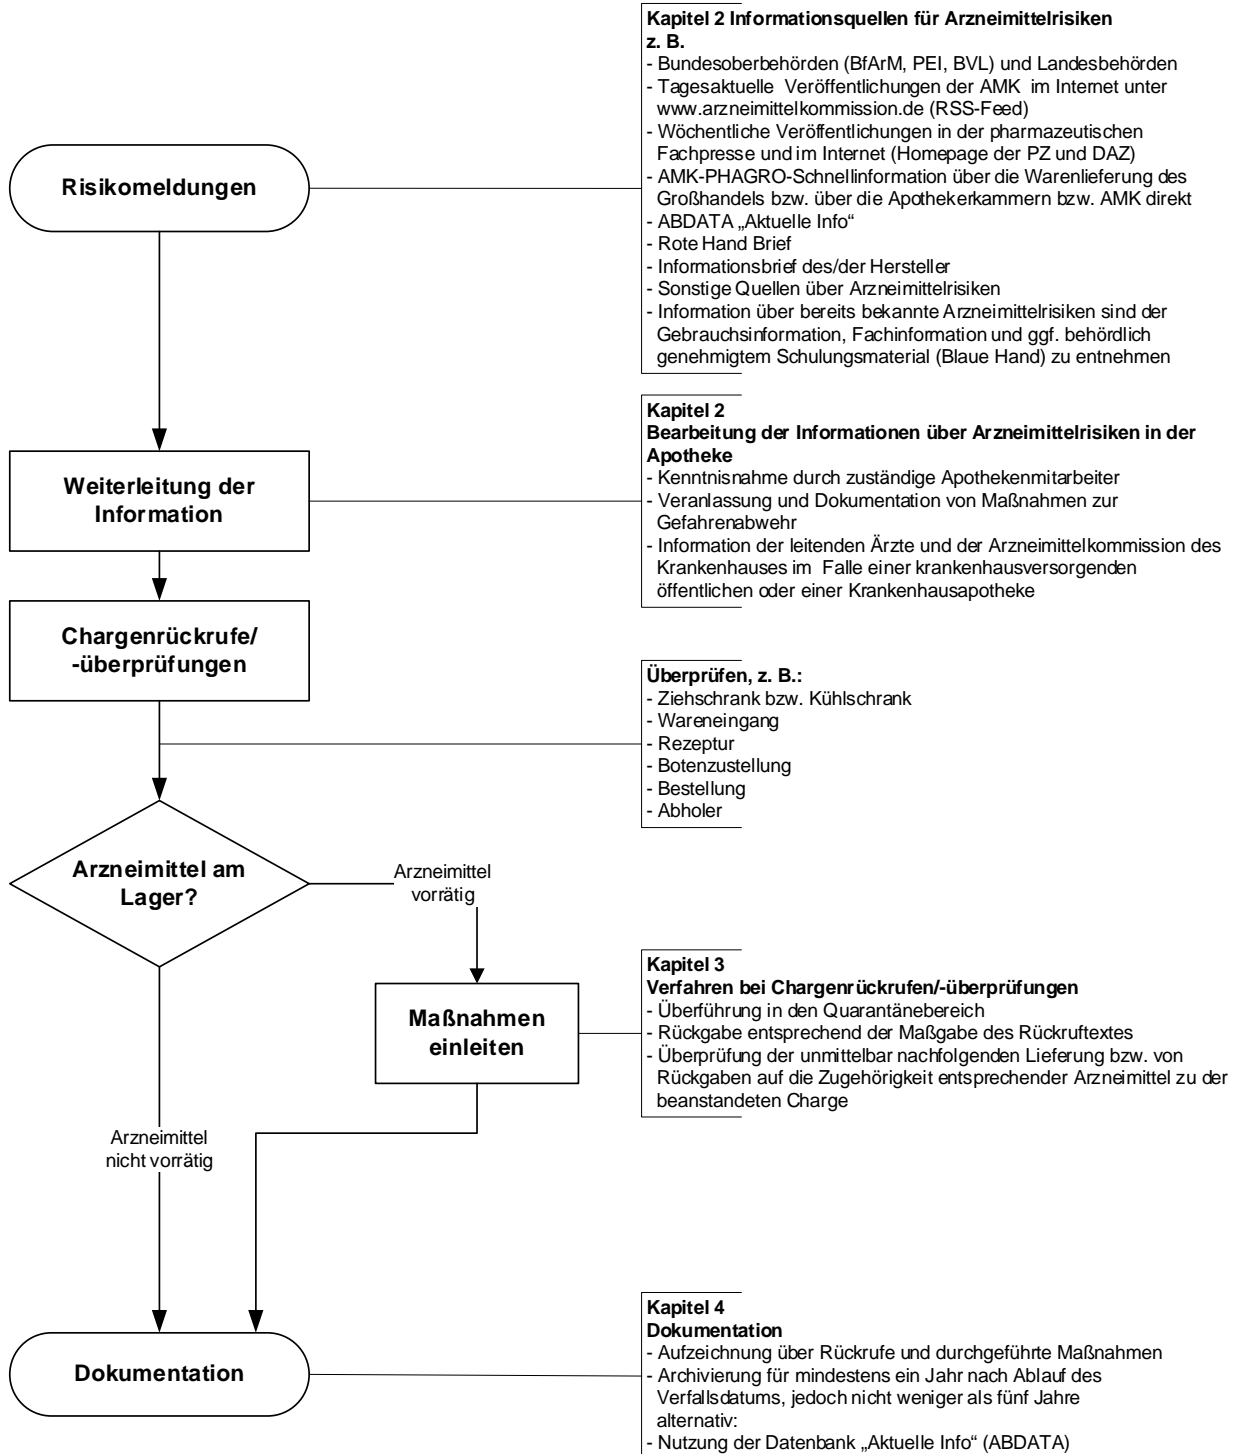 Kapitel 2 Informationsquellen für Arzneimittelrisiken
z. B.
- Bundesoberbehörden (BfArM, PEI, BVL) und Landesbehörden
- Tagesaktuelle Veröffentlichungen der AMK im Internet unter
www.arzneimittelkommission.de (RSS-Feed)
- Wöchentliche Veröffentlichungen in der pharmazeutischen
Fachpresse und im Internet (Homepage der PZ und DAZ)
- AMK-PHAGRO-Schnellinformation über die Warenlieferung des
Großhandels bzw. über die Apothekerkammern bzw. AMK direkt
- ABDATA „Aktuelle Info“
- Rote Hand Brief
- Informationsbrief des/der Hersteller
- Sonstige Quellen über Arzneimittelrisiken
- Information über bereits bekannte Arzneimittelrisiken sind der
Gebrauchsinformation, Fachinformation und ggf. behördlich
genehmigtem Schulungsmaterial (Blaue Hand) zu entnehmen
Risikomeldungen
Kapitel 2
Bearbeitung der Informationen über Arzneimittelrisiken in der
Apotheke
- Kenntnisnahme durch zuständige Apothekenmitarbeiter
- Veranlassung und Dokumentation von Maßnahmen zur
Gefahrenabwehr
- Information der leitenden Ärzte und der Arzneimittelkommission des
Krankenhauses im Falle einer krankenhausversorgenden
öffentlichen oder einer Krankenhausapotheke
Weiterleitung der
Information
Chargenrückrufe/
-überprüfungen
Überprüfen, z. B.:
- Ziehschrank bzw. Kühlschrank
- Wareneingang
- Rezeptur
- Botenzustellung
- Bestellung
- Abholer
Arzneimittel am
Lager?
Arzneimittel
vorrätig
Maßnahmen
einleiten
Kapitel 3
Verfahren bei Chargenrückrufen/-überprüfungen
- Überführung in den Quarantänebereich
- Rückgabe entsprechend der Maßgabe des Rückruftextes
- Überprüfung der unmittelbar nachfolgenden Lieferung bzw. von
Rückgaben auf die Zugehörigkeit entsprechender Arzneimittel zu der
beanstandeten Charge
Arzneimittel
nicht vorrätig
Dokumentation
Kapitel 4
Dokumentation
- Aufzeichnung über Rückrufe und durchgeführte Maßnahmen
- Archivierung für mindestens ein Jahr nach Ablauf des
Verfallsdatums, jedoch nicht weniger als fünf Jahre
alternativ:
- Nutzung der Datenbank „Aktuelle Info“ (ABDATA)